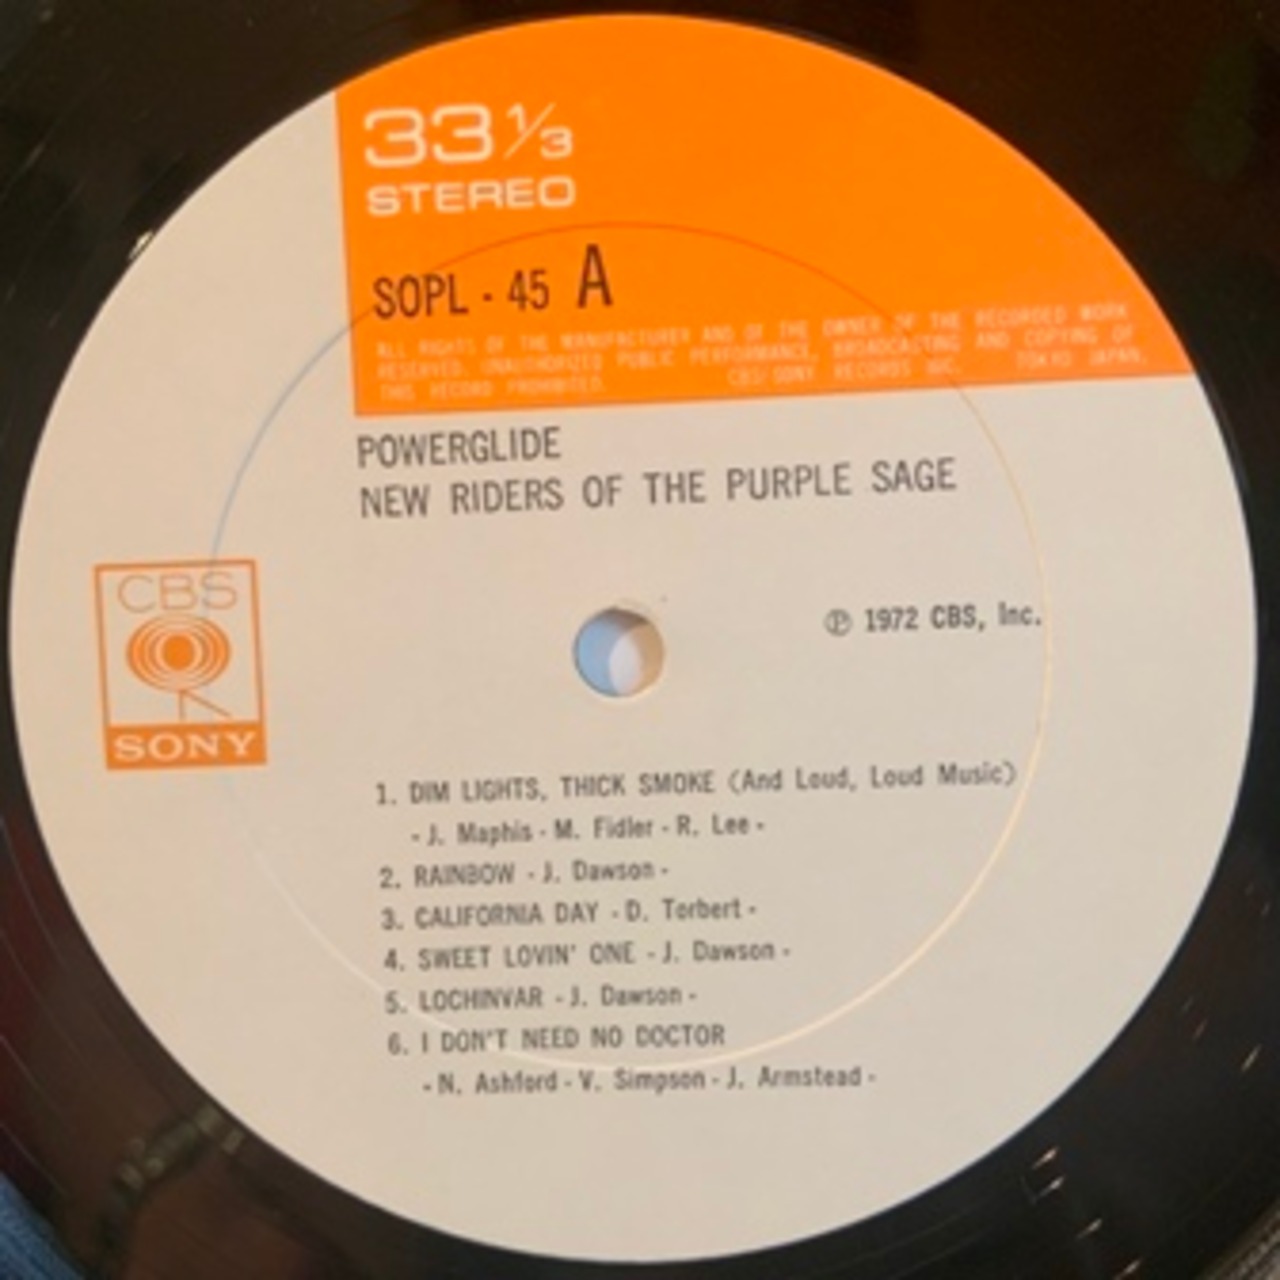 33 1/3
STEREO
SOPL - 45 A
ALL RIGHTS OF THE MANUFACTURER AND OF THE OWNER OF THE RECORDED WORK
RESERVED. UNAUTHORIZED PUBLIC PERFORMANCE, BROADCASTING AND COPYING OF
THIS RECORD PROHIBITED. CBS/SONY RECORDS INC. TOKYO JAPAN.
POWERGLIDE
NEW RIDERS OF THE PURPLE SAGE
CBS
SONY
℗ 1972 CBS, Inc.
1. DIM LIGHTS, THICK SMOKE (And Loud, Loud Music)
- J. Maphis - M. Fidler - R. Lee -
2. RAINBOW - J. Dawson -
3. CALIFORNIA DAY - D. Torbert -
4. SWEET LOVIN' ONE - J. Dawson -
5. LOCHINVAR - J. Dawson -
6. I DON'T NEED NO DOCTOR
- N. Ashford - V. Simpson - J. Armstead -